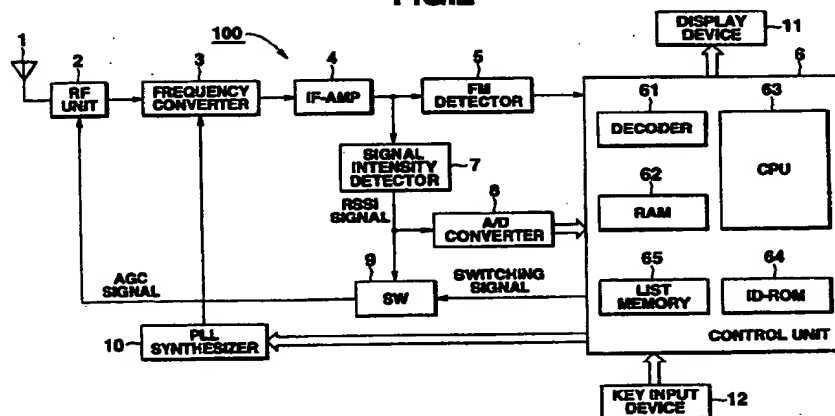 DISPLAY
DEVICE
11
100
1
2
3
4
5
6
RF
UNIT
FREQUENCY
CONVERTER
IF-AMP
FM
DETECTOR
61
63
DECODER
CPU
SIGNAL
INTENSITY
DETECTOR
7
62
RAM
RSSI
SIGNAL
8
A/D
CONVERTER
65
64
AGC
SIGNAL
9
SW
SWITCHING
SIGNAL
LIST
MEMORY
ID-ROM
10
PLL
SYNTHESIZER
CONTROL UNIT
KEY INPUT
DEVICE
12